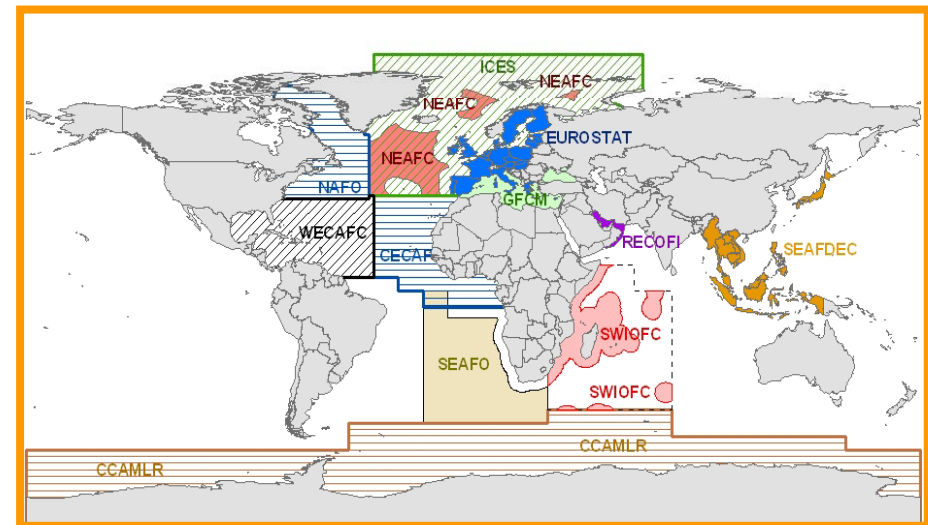 ICES
NEAFC
NEAFC
EUROSTAT
NEAFC
NAFO
GFCM
WECAFC
RECOFI
SEAFDEC
CECAF
SWIOFC
SEAFO
SWIOFC
CCAMLR
CCAMLR